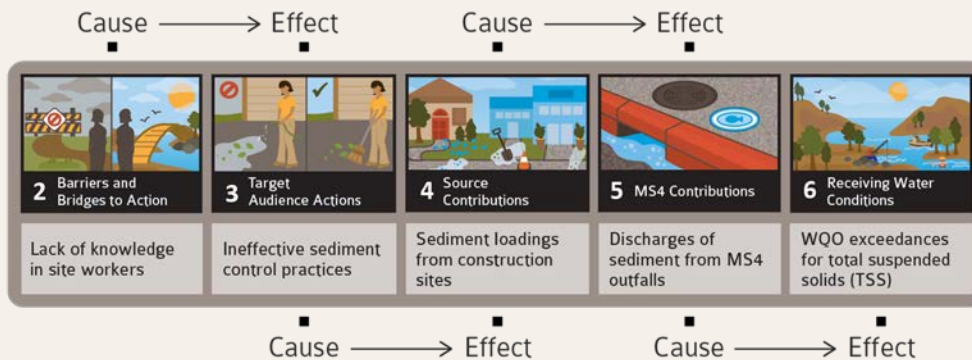 Cause → Effect
Cause → Effect
2 Barriers and
Bridges to Action
3 Target
Audience Actions
4 Source
Contributions
5 MS4 Contributions
6 Receiving Water
Conditions
Lack of knowledge
in site workers
Ineffective sediment
control practices
Sediment loadings
from construction
sites
Discharges of
sediment from MS4
outfalls
WQO exceedances
for total suspended
solids (TSS)
Cause → Effect
Cause → Effect